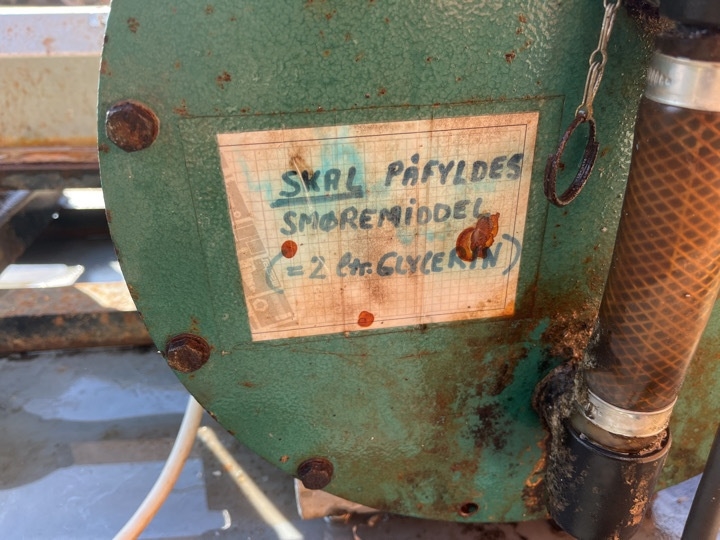 SKAL PÅFYLDES
SMØREMIDDEL
(= 2 ltr. GLYCERIN)